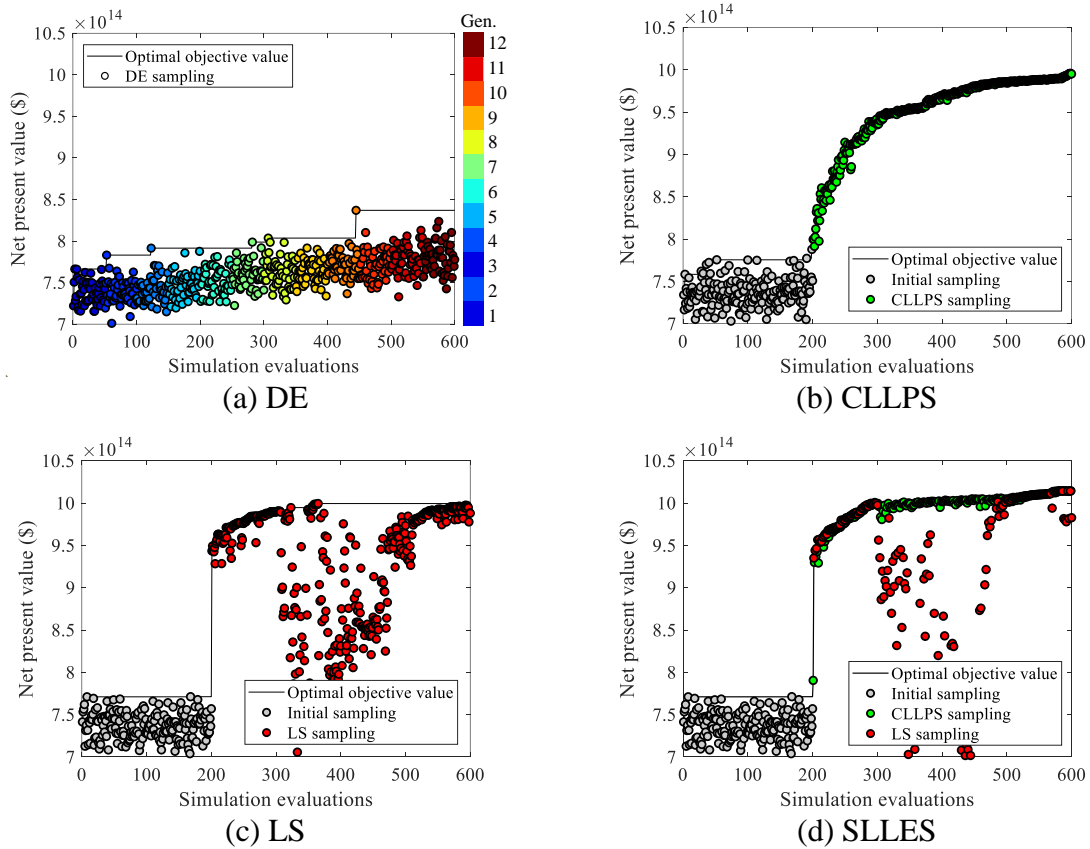 ×10^14
Gen.
10.5
10
9.5
9
8.5
8
7.5
7
Net present value ($)
Optimal objective value
DE sampling
12
11
10
9
8
7
6
5
4
3
2
1
0 100 200 300 400 500 600
Simulation evaluations
(a) DE
×10^14
10.5
10
9.5
9
8.5
8
7.5
7
Net present value ($)
Optimal objective value
Initial sampling
CLLPS sampling
0 100 200 300 400 500 600
Simulation evaluations
(b) CLLPS
×10^14
10.5
10
9.5
9
8.5
8
7.5
7
Net present value ($)
Optimal objective value
Initial sampling
LS sampling
0 100 200 300 400 500 600
Simulation evaluations
(c) LS
×10^14
10.5
10
9.5
9
8.5
8
7.5
7
Net present value ($)
Optimal objective value
Initial sampling
CLLPS sampling
LS sampling
0 100 200 300 400 500 600
Simulation evaluations
(d) SLLES